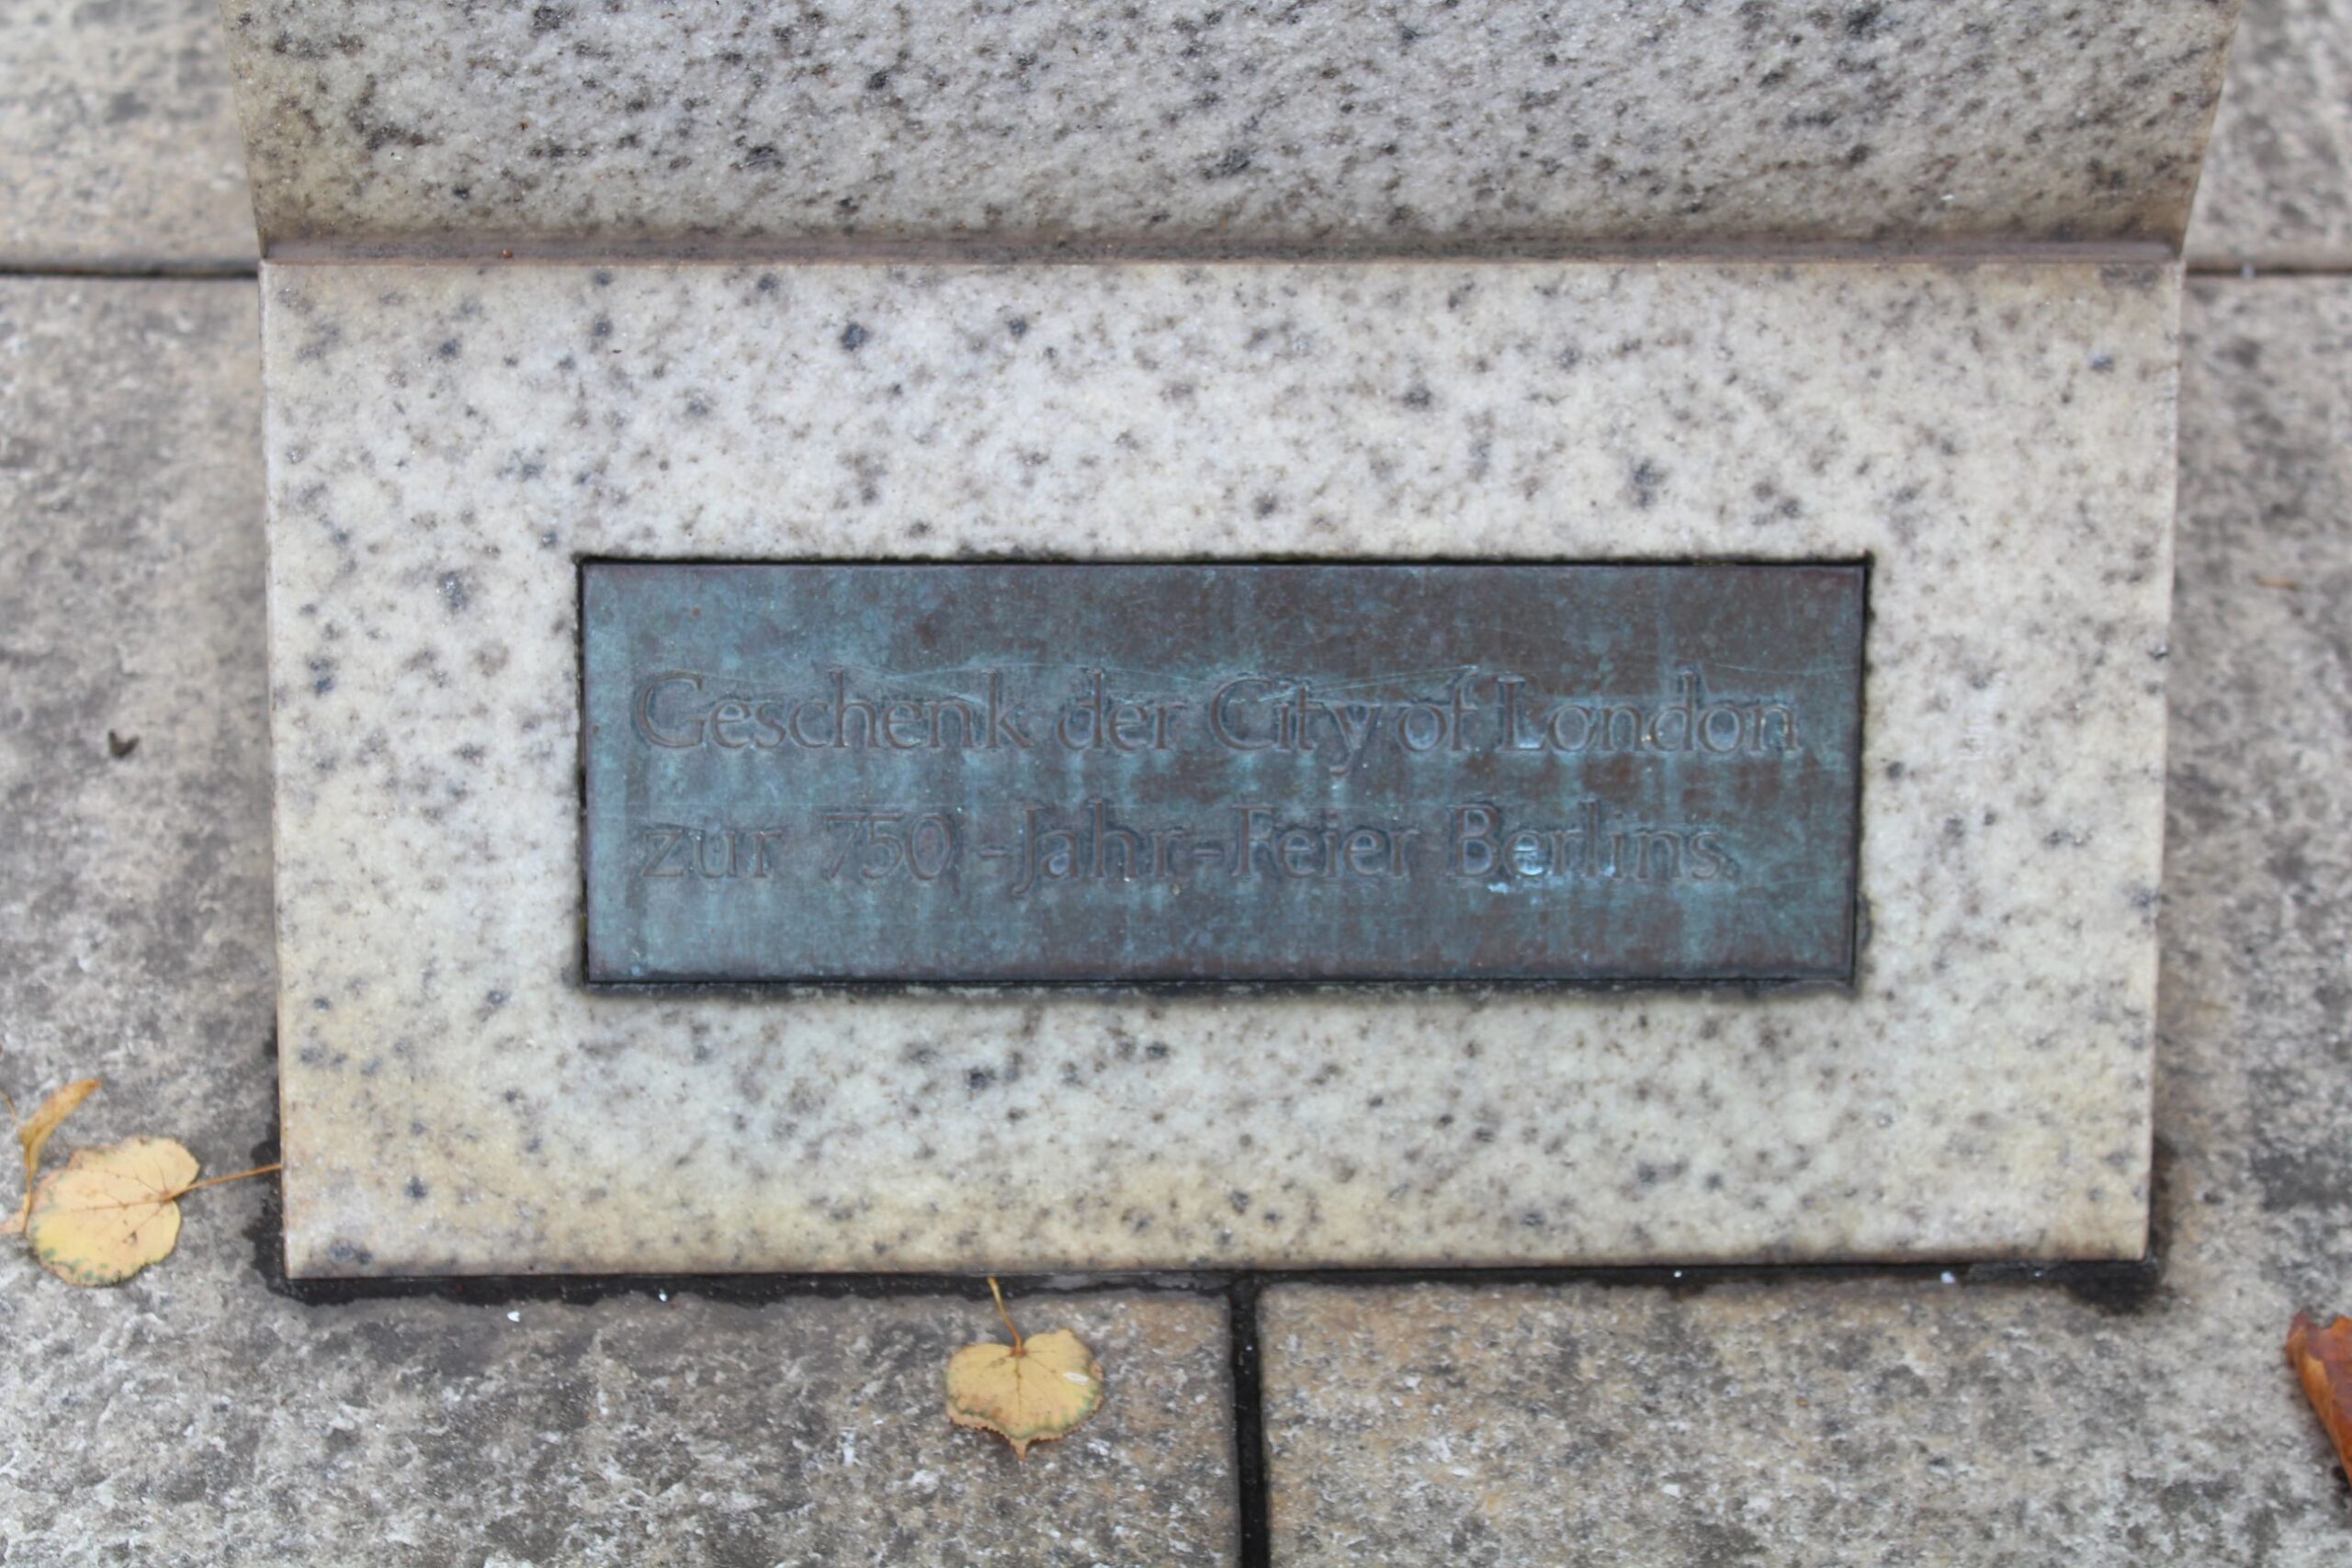 Geschenk der City of London
zur 750-Jahr-Feier Berlins.